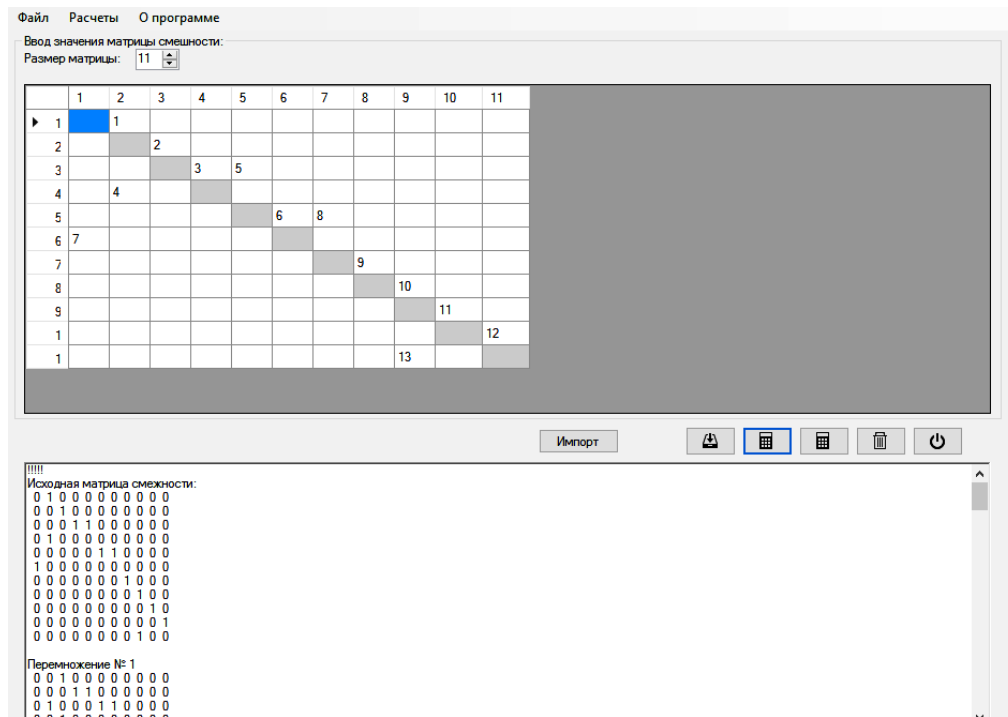 Файл Расчеты О программе
Ввод значения матрицы смешности:
Размер матрицы: 11
1 2 3 4 5 6 7 8 9 10 11
1 1
2 2
3 3 5
4 4
5 6 8
6 7
7 9
8 10
9 11
1 12
1 13
Импорт
!!!!!
Исходная матрица смежности:
0 1 0 0 0 0 0 0 0 0 0
0 0 1 0 0 0 0 0 0 0 0
0 0 0 1 1 0 0 0 0 0 0
0 1 0 0 0 0 0 0 0 0 0
0 0 0 0 0 1 1 0 0 0 0
1 0 0 0 0 0 0 0 0 0 0
0 0 0 0 0 0 0 1 0 0 0
0 0 0 0 0 0 0 0 1 0 0
0 0 0 0 0 0 0 0 0 1 0
0 0 0 0 0 0 0 0 0 0 1
0 0 0 0 0 0 0 0 1 0 0
Перемножение № 1
0 0 1 0 0 0 0 0 0 0 0
0 0 0 1 1 0 0 0 0 0 0
0 1 0 0 0 1 1 0 0 0 0